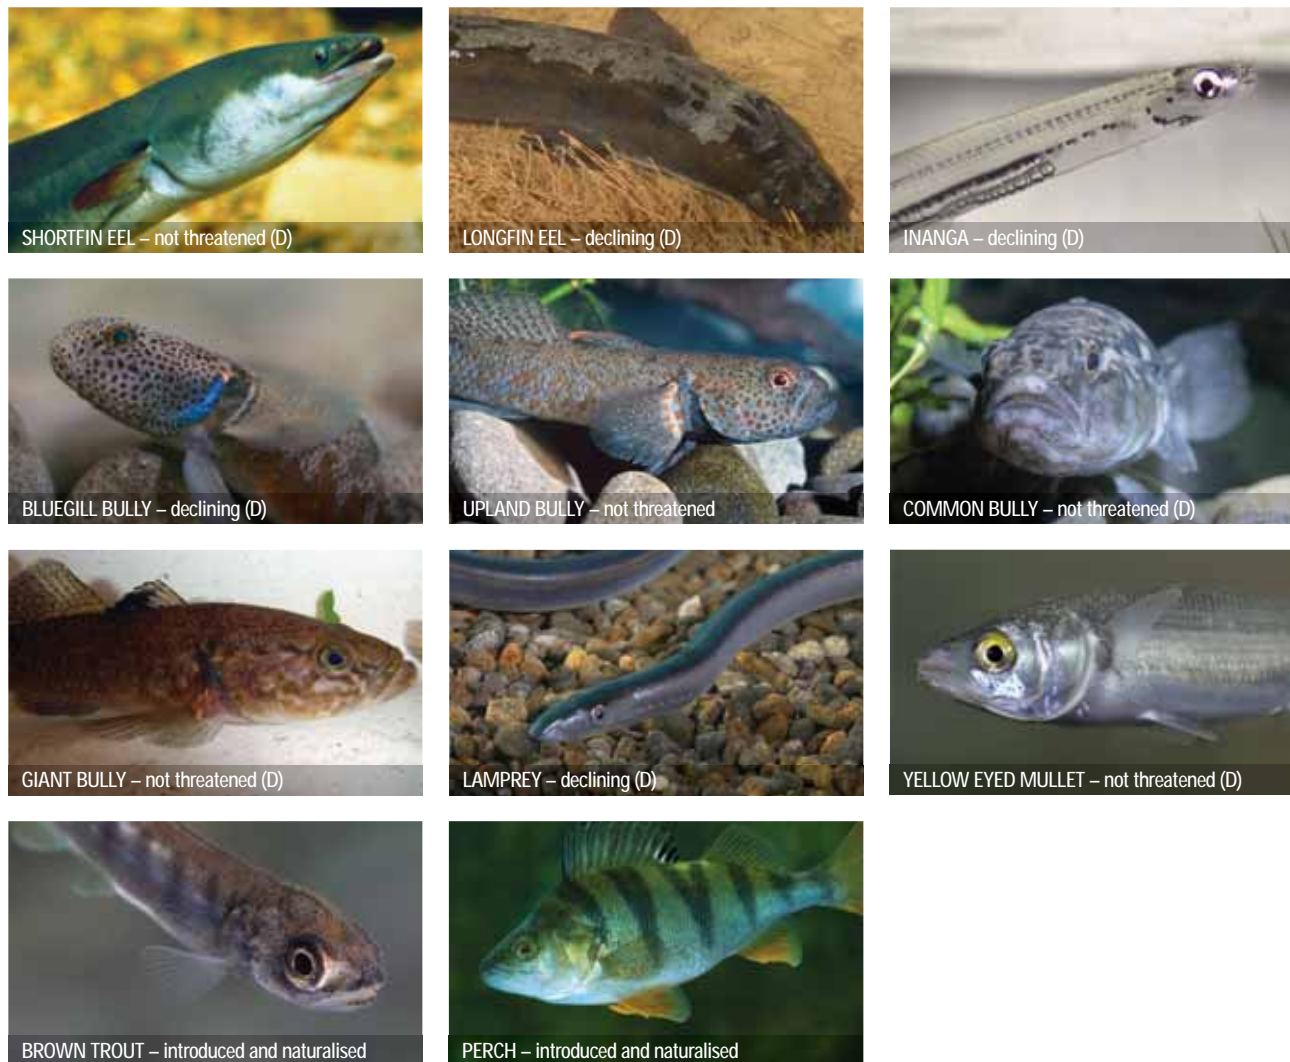 SHORTFIN EEL – not threatened (D)
LONGFIN EEL – declining (D)
INANGA – declining (D)
BLUEGILL BULLY – declining (D)
UPLAND BULLY – not threatened
COMMON BULLY – not threatened (D)
GIANT BULLY – not threatened (D)
LAMPREY – declining (D)
YELLOW EYED MULLET – not threatened (D)
BROWN TROUT – introduced and naturalised
PERCH – introduced and naturalised